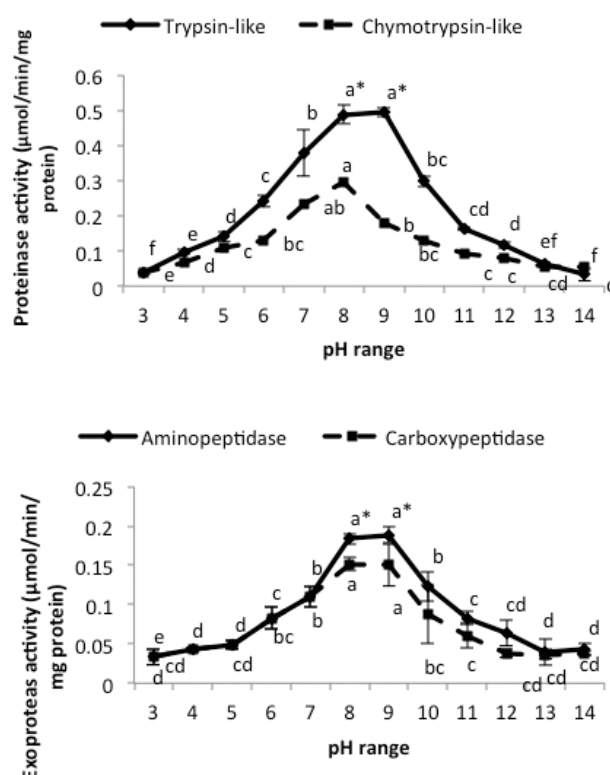 Trypsin-like Chymotrypsin-like
Proteinase activity (µmol/min/mg
protein)
0.6
0.5
0.4
0.3
0.2
0.1
0
a* a*
b
a
c bc
ab
d cd
e b d
f bc bc ef f
e d c c c cd c
3 4 5 6 7 8 9 10 11 12 13 14
pH range
Aminopeptidase Carboxypeptidase
Exoproteas activity (µmol/min/
mg protein)
0.25
0.2
0.15
0.1
0.05
0
a* a*
b b
c a c cd
e d d bc b a d d
d cd cd bc c cd cd cd
3 4 5 6 7 8 9 10 11 12 13 14
pH range